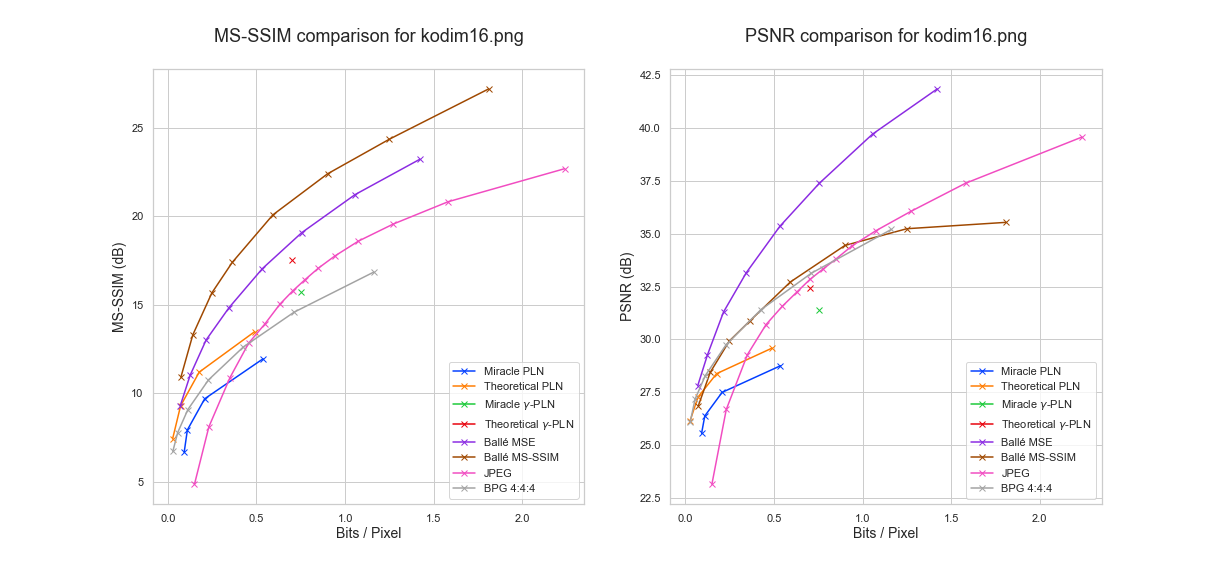 MS-SSIM comparison for kodim16.png
MS-SSIM (dB)
25
20
15
10
5
0.0 0.5 1.0 1.5 2.0
Bits / Pixel
Miracle PLN
Theoretical PLN
Miracle γ-PLN
Theoretical γ-PLN
Ballé MSE
Ballé MS-SSIM
JPEG
BPG 4:4:4
PSNR comparison for kodim16.png
PSNR (dB)
42.5
40.0
37.5
35.0
32.5
30.0
27.5
25.0
22.5
0.0 0.5 1.0 1.5 2.0
Bits / Pixel
Miracle PLN
Theoretical PLN
Miracle γ-PLN
Theoretical γ-PLN
Ballé MSE
Ballé MS-SSIM
JPEG
BPG 4:4:4